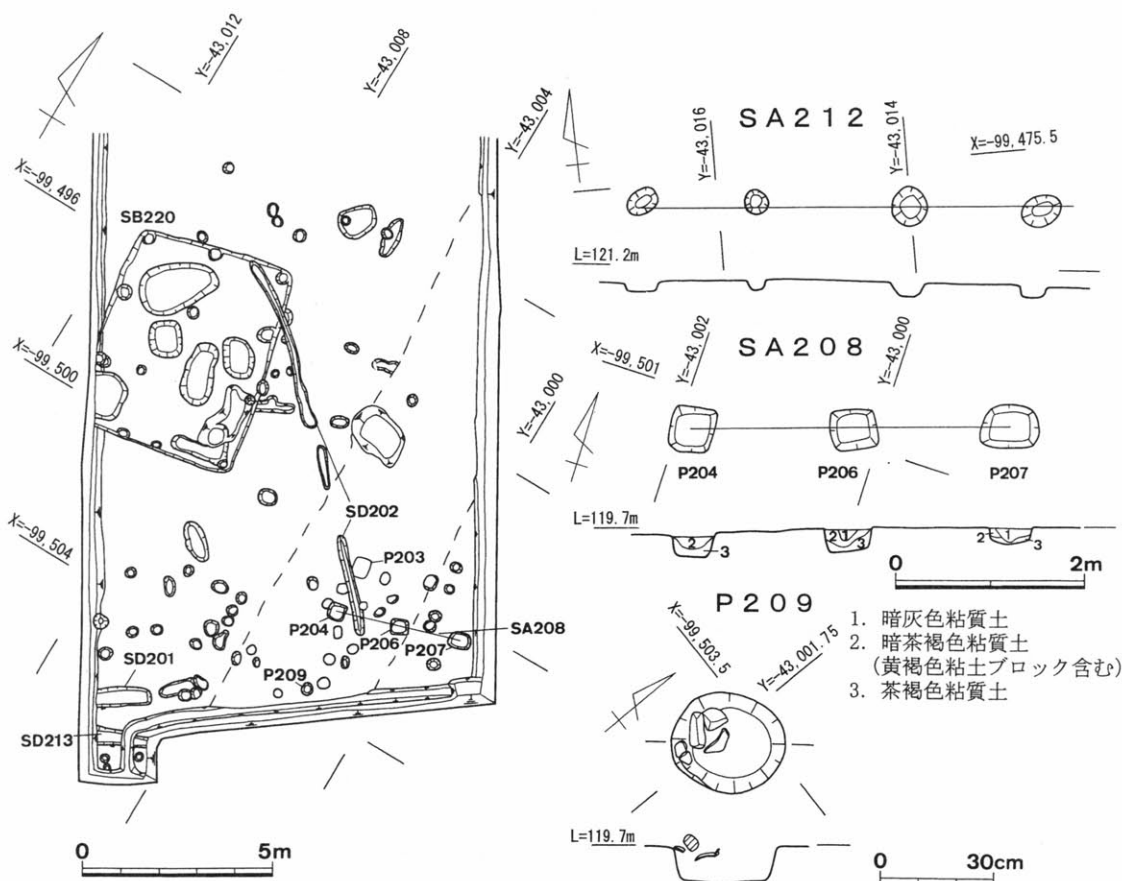 Y=-43,012
Y=-43,008
Y=-43,004
X=-99,496
SB220
X=-99,500
Y=-43,000
X=-99,504
SD202
P203
P204
P206
P207
SA208
SD201
P209
SD213
0 5m
SA212
Y=-43,016
Y=-43,014
X=-99,475.5
L=121.2m
SA208
X=-99,501
Y=-43,002
Y=-43,000
P204
P206
P207
L=119.7m
2
3
2
1
3
2
1
3
0 2m
P209
X=-99,503.5
Y=-43,001.75
1. 暗灰色粘質土
2. 暗茶褐色粘質土
(黄褐色粘土ブロック含む)
3. 茶褐色粘質土
L=119.7m
0 30cm